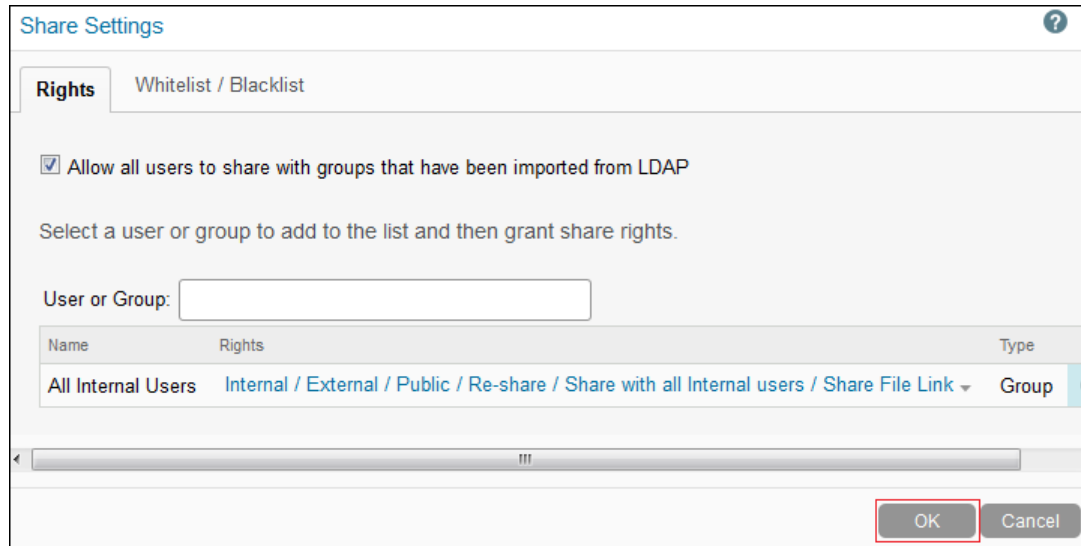 Share Settings
?
Rights Whitelist / Blacklist
Allow all users to share with groups that have been imported from LDAP
Select a user or group to add to the list and then grant share rights.
User or Group:
Name Rights Type
All Internal Users Internal / External / Public / Re-share / Share with all Internal users / Share File Link Group
OK Cancel